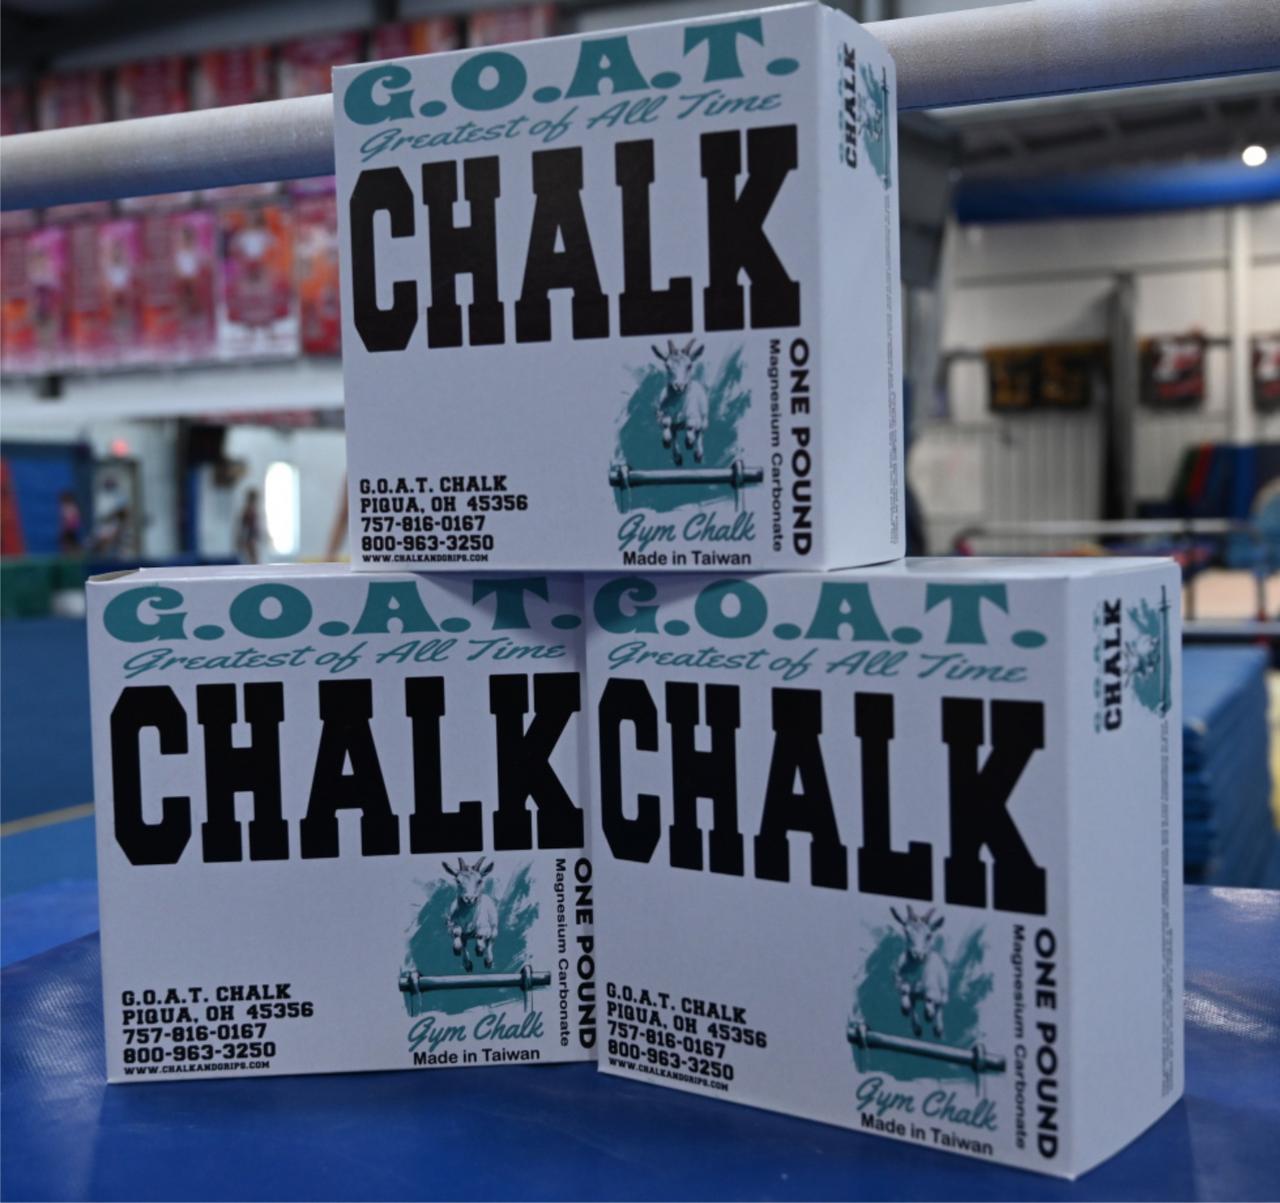 G.O.A.T.
Greatest of All Time
CHALK
ONE POUND
Magnesium Carbonate
G.O.A.T. CHALK
PIQUA, OH 45356
757-816-0167
800-963-3250
WWW.CHALKANDGRIPS.COM
Gym Chalk
Made in Taiwan
G.O.A.T.
CHALK
G.O.A.T.
Greatest of All Time
CHALK
ONE POUND
Magnesium Carbonate
G.O.A.T. CHALK
PIQUA, OH 45356
757-816-0167
800-963-3250
WWW.CHALKANDGRIPS.COM
Gym Chalk
Made in Taiwan
G.O.A.T.
Greatest of All Time
CHALK
ONE POUND
Magnesium Carbonate
G.O.A.T. CHALK
PIQUA, OH 45356
757-816-0167
800-963-3250
WWW.CHALKANDGRIPS.COM
Gym Chalk
Made in Taiwan
G.O.A.T.
CHALK